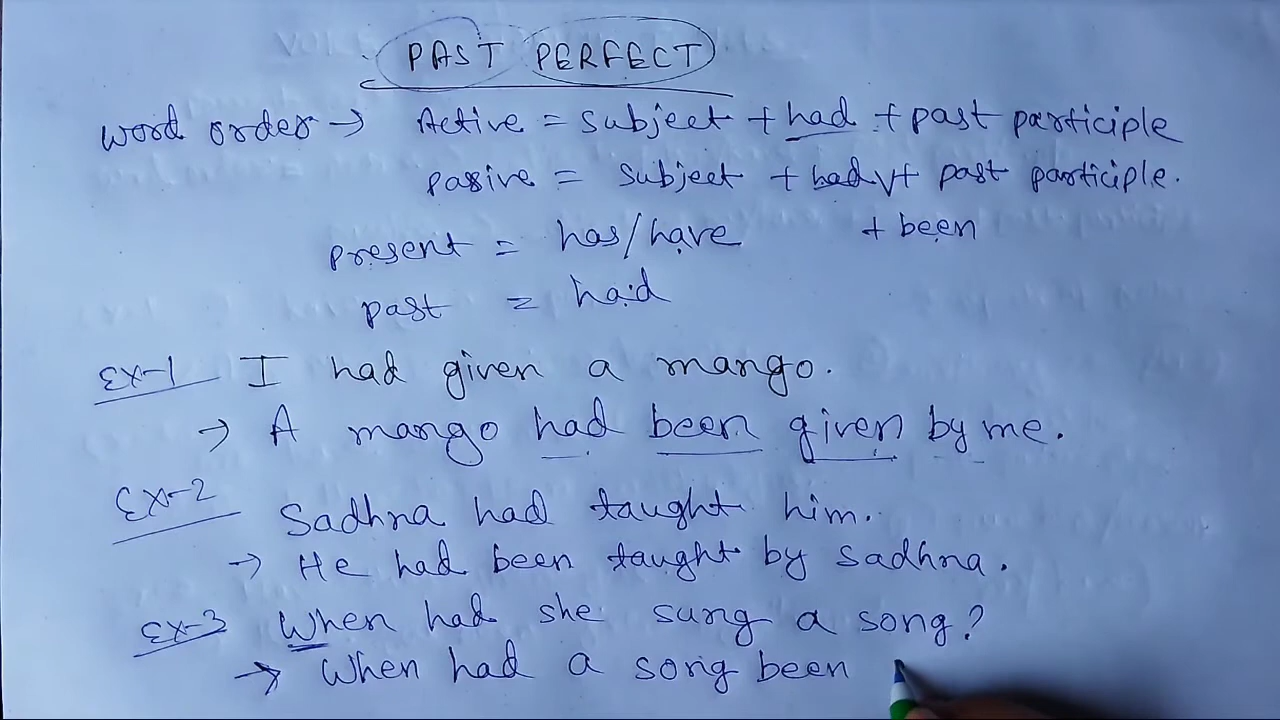 PAST PERFECT
word order → Active = subject + had + past participle
passive = subject + had + past participle.
+ been
present = has/have
past = had
Ex-1 I had given a mango.
→ A mango had been given by me.
Ex-2 Sadhna had taught him.
→ He had been taught by Sadhna.
Ex-3 When had she sung a song?
→ When had a song been